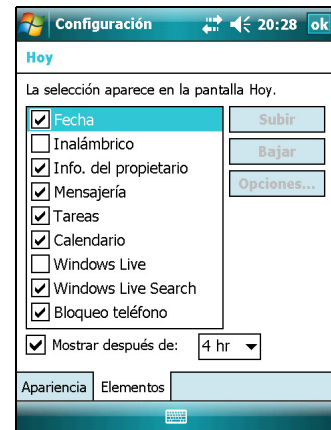 Configuración 20:28 ok
Hoy
La selección aparece en la pantalla Hoy.
Fecha
Inalámbrico
Info. del propietario
Mensajería
Tareas
Calendario
Windows Live
Windows Live Search
Bloqueo teléfono
Subir
Bajar
Opciones...
Mostrar después de: 4 hr
Apariencia Elementos